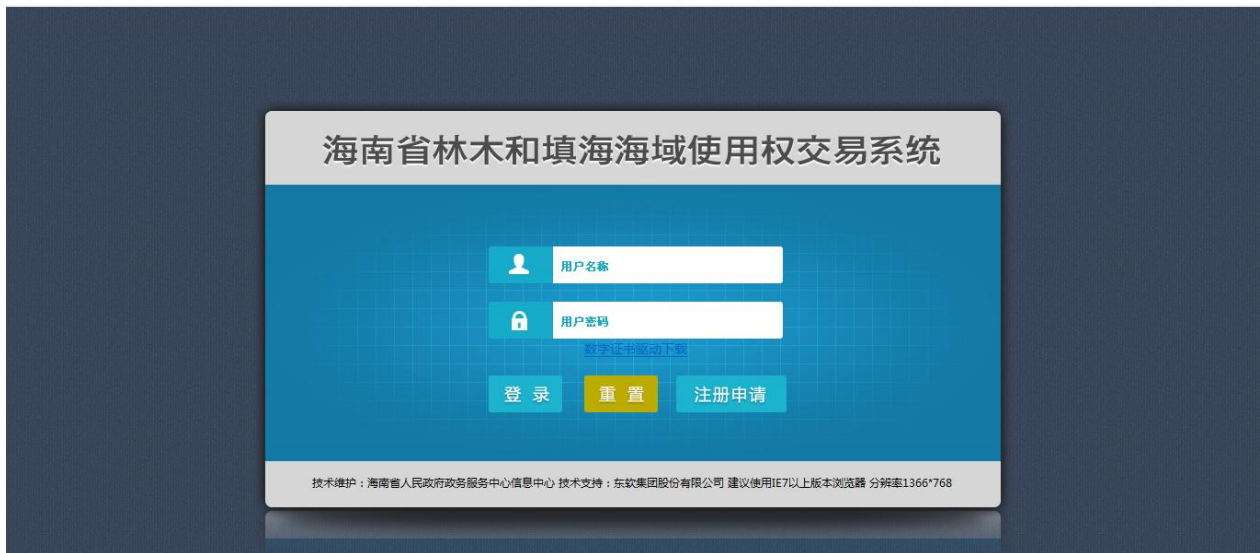 海南省林木和填海海域使用权交易系统
用户名称
用户密码
数字证书驱动下载
登 录 重 置 注册申请
技术维护：海南省人民政府政务服务中心信息中心 技术支持：东软集团股份有限公司 建议使用IE7以上版本浏览器 分辨率1366*768